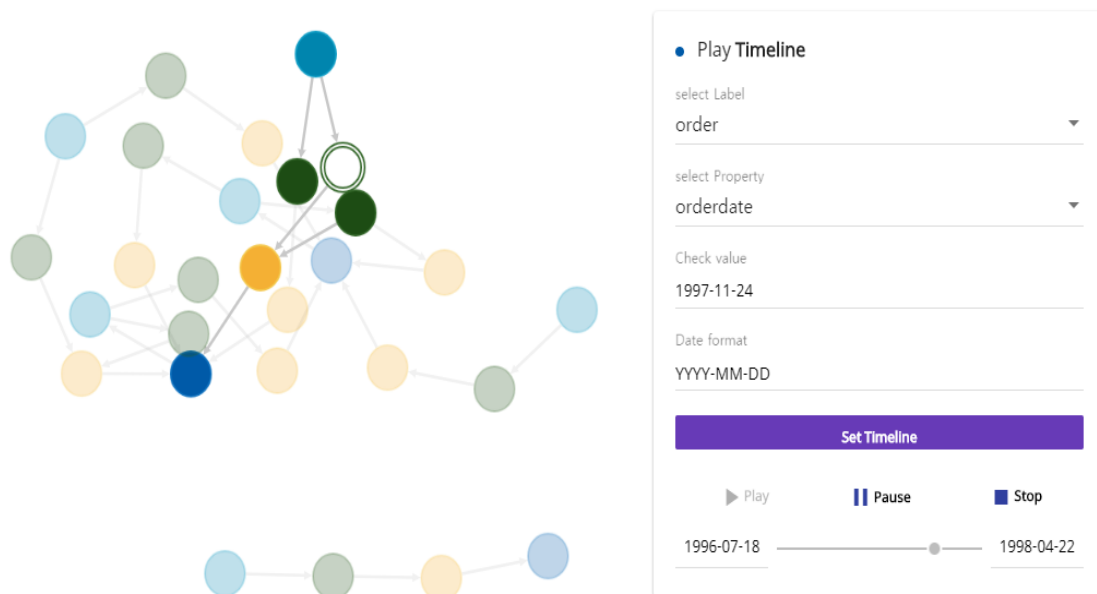 Play Timeline
select Label
order
select Property
orderdate
Check value
1997-11-24
Date format
YYYY-MM-DD
Set Timeline
Play Pause Stop
1996-07-18 1998-04-22